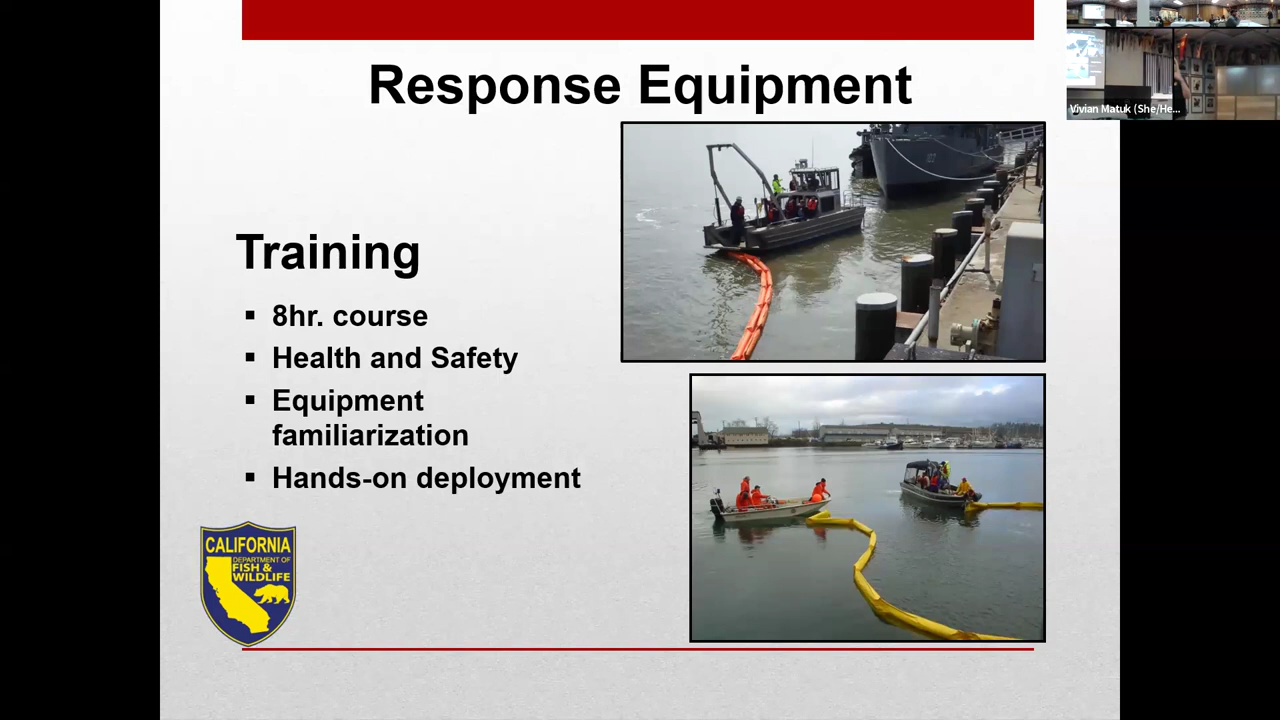 Response Equipment
Vivian Matuk (She/He...
Training
▪ 8hr. course
▪ Health and Safety
▪ Equipment
familiarization
▪ Hands-on deployment
CALIFORNIA
DEPARTMENT OF
FISH &
WILDLIFE